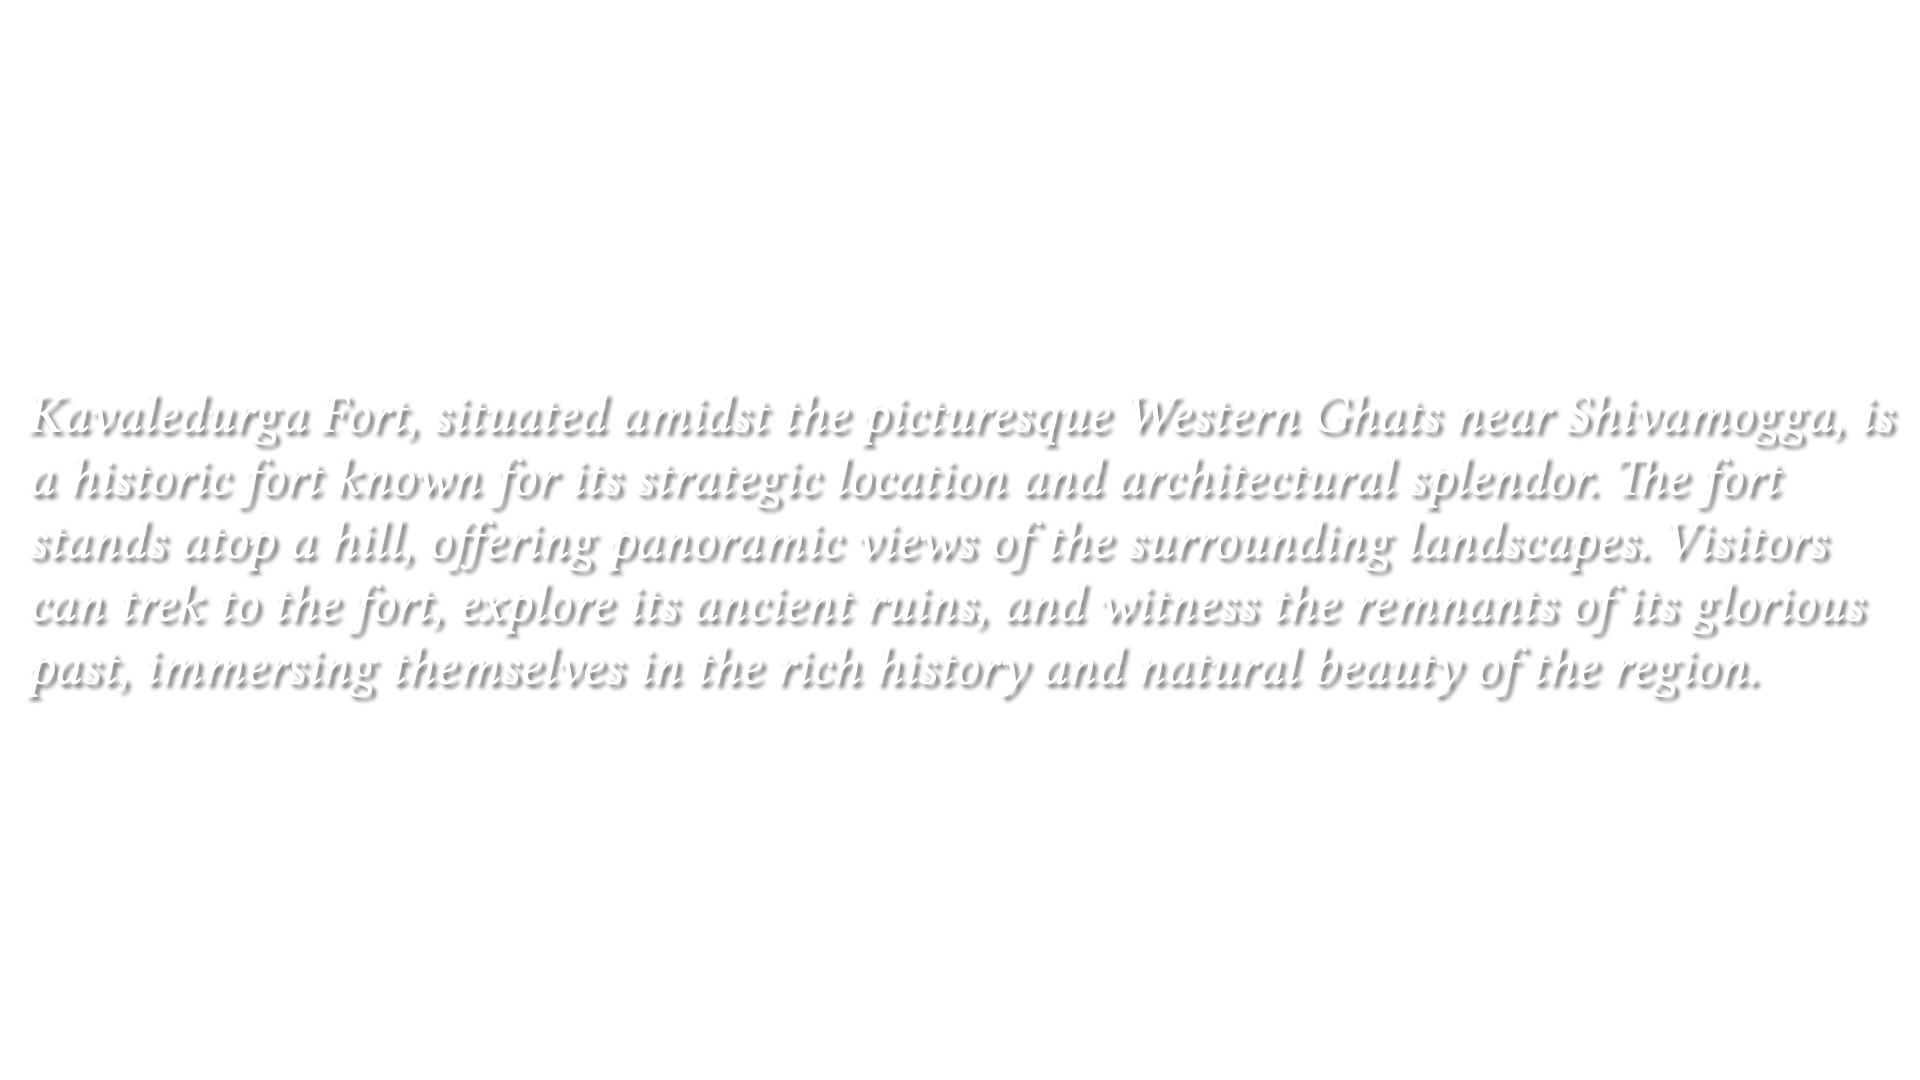 Kavaledurga Fort, situated amidst the picturesque Western Ghats near Shivamogga, is
a historic fort known for its strategic location and architectural splendor. The fort
stands atop a hill, offering panoramic views of the surrounding landscapes. Visitors
can trek to the fort, explore its ancient ruins, and witness the remnants of its glorious
past, immersing themselves in the rich history and natural beauty of the region.